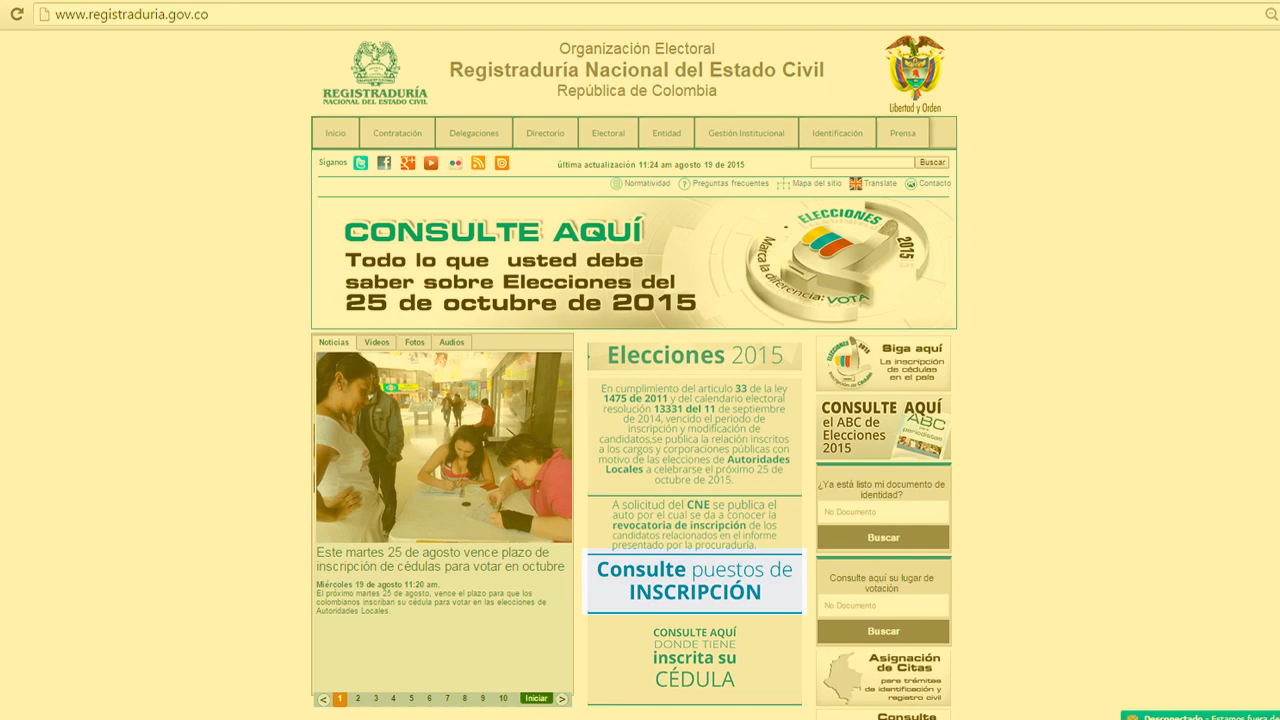 www.registraduria.gov.co
REGISTRADURÍA
NACIONAL DEL ESTADO CIVIL
Organización Electoral
Registraduría Nacional del Estado Civil
República de Colombia
Libertad y Orden
Inicio Contratación Delegaciones Directorio Electoral Entidad Gestión Institucional Identificación Prensa
Síganos
última actualización 11:24 am agosto 19 de 2015
Buscar
Normatividad Preguntas frecuentes Mapa del sitio Translate Contacto
CONSULTE AQUÍ
Todo lo que usted debe
saber sobre Elecciones del
25 de octubre de 2015
ELECCIONES 2015
Marca la diferencia: VOTA
Noticias Videos Fotos Audios
Este martes 25 de agosto vence plazo de
inscripción de cédulas para votar en octubre
Miércoles 19 de agosto 11:20 am.
El próximo martes 25 de agosto, vence el plazo para que los
colombianos inscriban su cédula para votar en las elecciones de
Autoridades Locales.
< 1 2 3 4 5 6 7 8 9 10 Iniciar >
Elecciones 2015
En cumplimiento del articulo 33 de la ley
1475 de 2011 y del calendario electoral
resolución 13331 del 11 de septiembre
de 2014, vencido el periodo de
inscripción y modificación de
candidatos,se publica la relación inscritos
a los cargos y corporaciones públicas con
motivo de las elecciones de Autoridades
Locales a celebrarse el próximo 25 de
octubre de 2015.
A solicitud del CNE se publica el
auto por el cual se da a conocer la
revocatoria de inscripción de los
candidatos relacionados en el informe
presentado por la procuraduría.
Consulte puestos de
INSCRIPCIÓN
CONSULTE AQUÍ
DONDE TIENE
inscrita su
CÉDULA
ELECCIONES 2015
Inscripción de Cédulas
Siga aquí
La inscripción
de cédulas
en el país
CONSULTE AQUÍ
el ABC de
Elecciones
2015
ABC
para
periodistas
¿Ya está listo mi documento de
identidad?
No Documento
Buscar
Consulte aquí su lugar de
votación
No Documento
Buscar
Asignación
de Citas
para trámites
de identificación y
registro civil
Consulte
Desconectado - Estamos fuera de